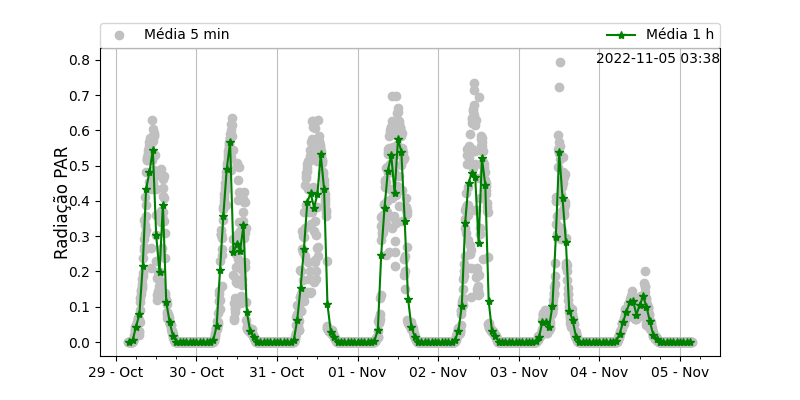 Média 5 min
Média 1 h
2022-11-05 03:38
Radiação PAR
0.8
0.7
0.6
0.5
0.4
0.3
0.2
0.1
0.0
29 - Oct
30 - Oct
31 - Oct
01 - Nov
02 - Nov
03 - Nov
04 - Nov
05 - Nov